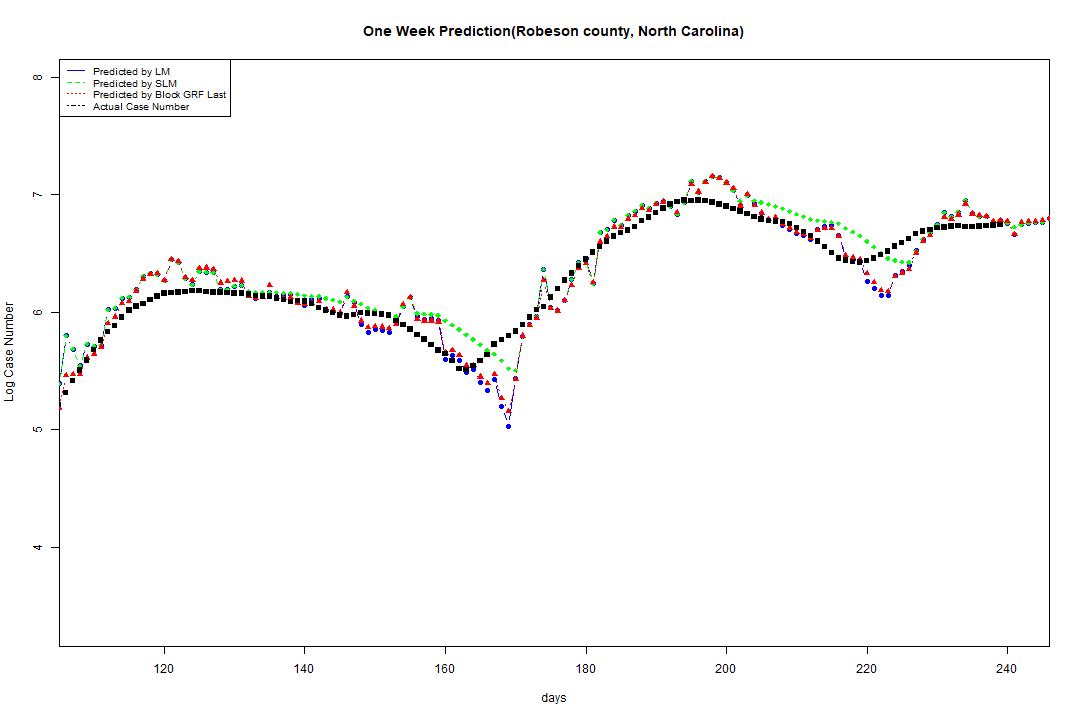 One Week Prediction(Robeson county, North Carolina)
Predicted by LM
Predicted by SLM
Predicted by Block GRF Last
Actual Case Number
8
7
6
5
4
Log Case Number
120 140 160 180 200 220 240
days